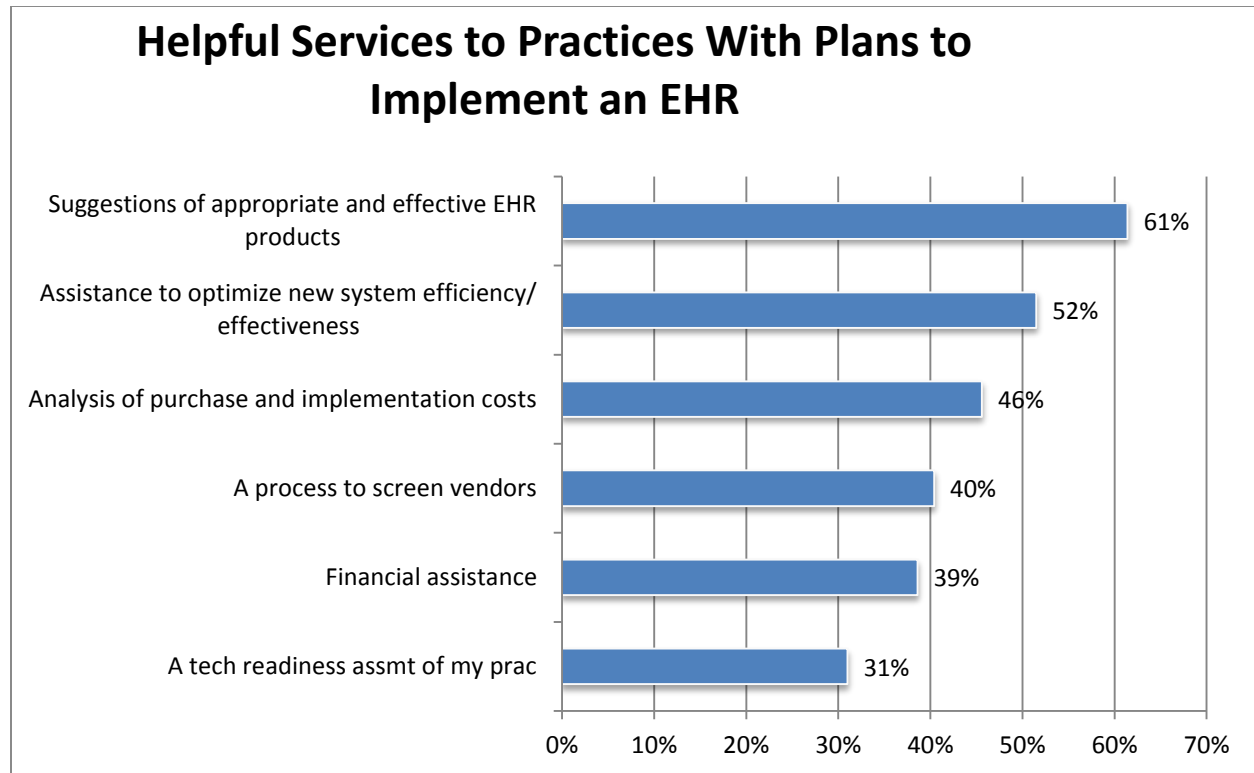 Helpful Services to Practices With Plans to
Implement an EHR
Suggestions of appropriate and effective EHR
products
61%
Assistance to optimize new system efficiency/
effectiveness
52%
Analysis of purchase and implementation costs
46%
A process to screen vendors
40%
Financial assistance
39%
A tech readiness assmt of my prac
31%
0% 10% 20% 30% 40% 50% 60% 70%